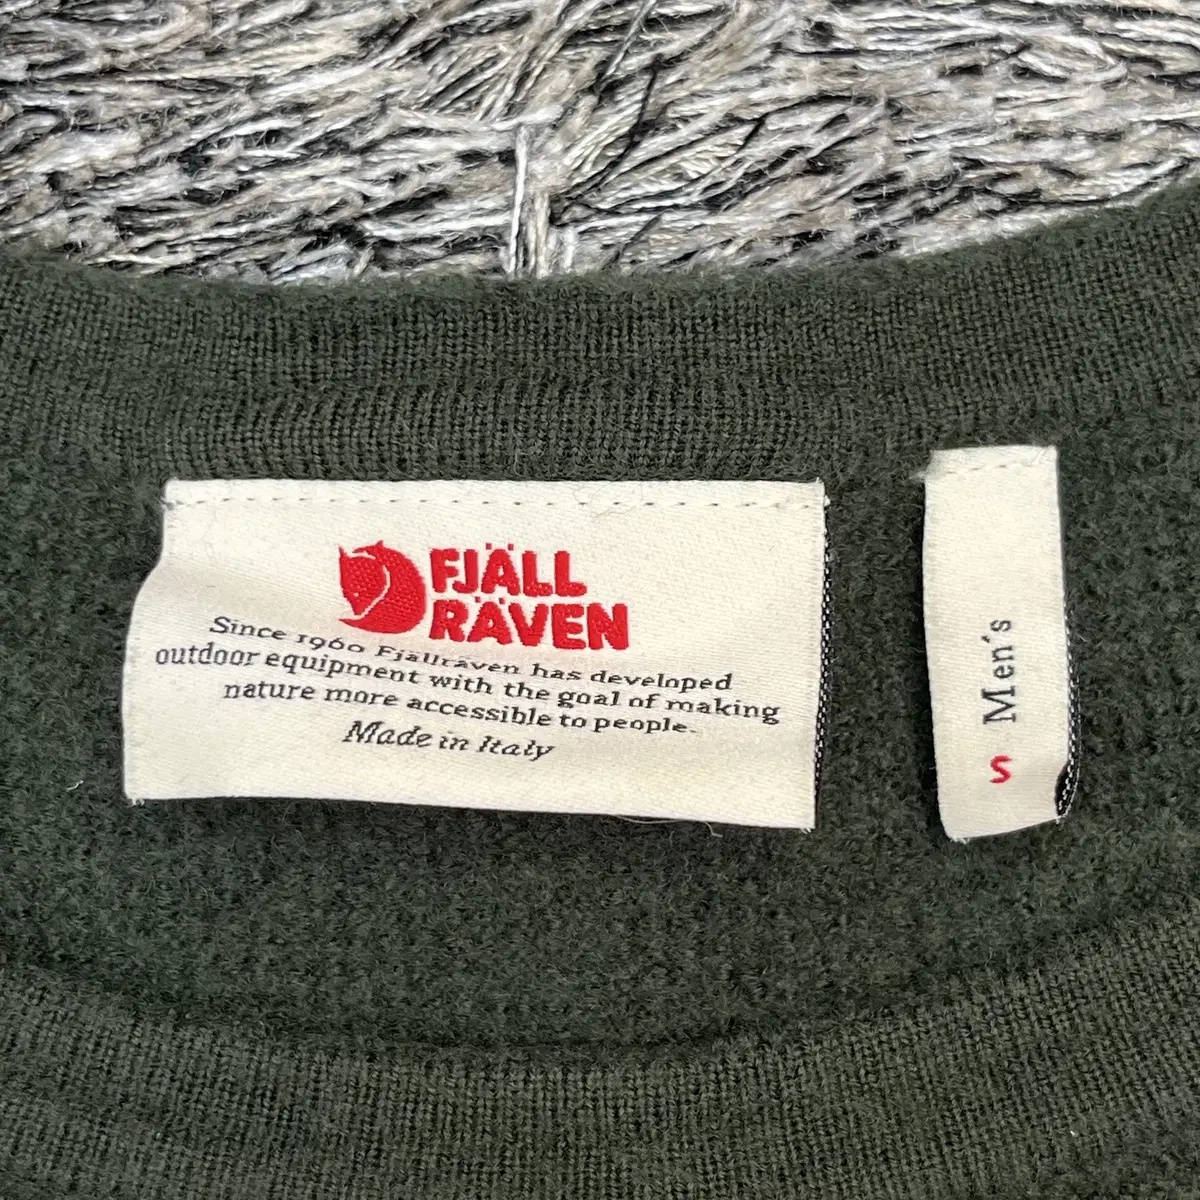 FJÄLL
RÄVEN
Since 1960 Fjällräven has developed
outdoor equipment with the goal of making
nature more accessible to people.
Made in Italy
Men's
S